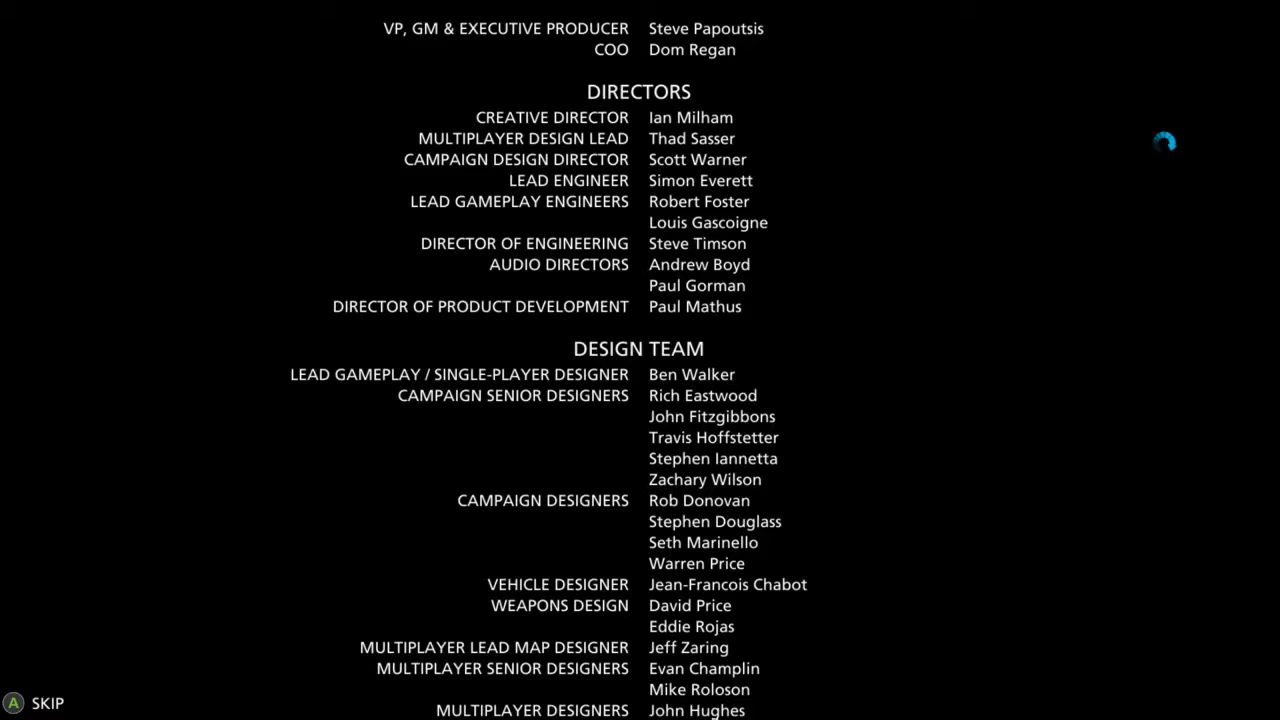 VP, GM & EXECUTIVE PRODUCER Steve Papoutsis
COO Dom Regan
DIRECTORS
CREATIVE DIRECTOR Ian Milham
MULTIPLAYER DESIGN LEAD Thad Sasser
CAMPAIGN DESIGN DIRECTOR Scott Warner
LEAD ENGINEER Simon Everett
LEAD GAMEPLAY ENGINEERS Robert Foster
Louis Gascoigne
DIRECTOR OF ENGINEERING Steve Timson
AUDIO DIRECTORS Andrew Boyd
Paul Gorman
DIRECTOR OF PRODUCT DEVELOPMENT Paul Mathus
DESIGN TEAM
LEAD GAMEPLAY / SINGLE-PLAYER DESIGNER Ben Walker
CAMPAIGN SENIOR DESIGNERS Rich Eastwood
John Fitzgibbons
Travis Hoffstetter
Stephen Iannetta
Zachary Wilson
CAMPAIGN DESIGNERS Rob Donovan
Stephen Douglass
Seth Marinello
Warren Price
VEHICLE DESIGNER Jean-Francois Chabot
WEAPONS DESIGN David Price
Eddie Rojas
MULTIPLAYER LEAD MAP DESIGNER Jeff Zaring
MULTIPLAYER SENIOR DESIGNERS Evan Champlin
Mike Roloson
MULTIPLAYER DESIGNERS John Hughes
A SKIP